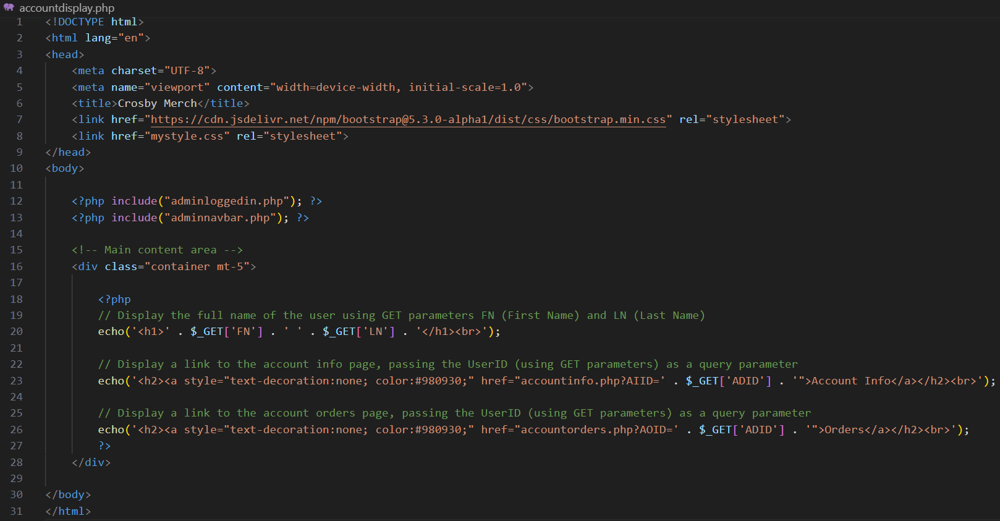 accountdisplay.php
1 <!DOCTYPE html>
2 <html lang="en">
3 <head>
4 <meta charset="UTF-8">
5 <meta name="viewport" content="width=device-width, initial-scale=1.0">
6 <title>Crosby Merch</title>
7 <link href="https://cdn.jsdelivr.net/npm/bootstrap@5.3.0-alpha1/dist/css/bootstrap.min.css" rel="stylesheet">
8 <link href="mystyle.css" rel="stylesheet">
9 </head>
10 <body>
11
12 <?php include("adminloggedin.php"); ?>
13 <?php include("adminnavbar.php"); ?>
14
15 <!-- Main content area -->
16 <div class="container mt-5">
17
18 <?php
19 // Display the full name of the user using GET parameters FN (First Name) and LN (Last Name)
20 echo('<h1>' . $_GET['FN'] . ' ' . $_GET['LN'] . '</h1><br>');
21
22 // Display a link to the account info page, passing the UserID (using GET parameters) as a query parameter
23 echo('<h2><a style="text-decoration:none; color:#980930;" href="accountinfo.php?AIID=' . $_GET['ADID'] . '">Account Info</a></h2><br>');
24
25 // Display a link to the account orders page, passing the UserID (using GET parameters) as a query parameter
26 echo('<h2><a style="text-decoration:none; color:#980930;" href="accountorders.php?AOID=' . $_GET['ADID'] . '">Orders</a></h2><br>');
27 ?>
28 </div>
29
30 </body>
31 </html>